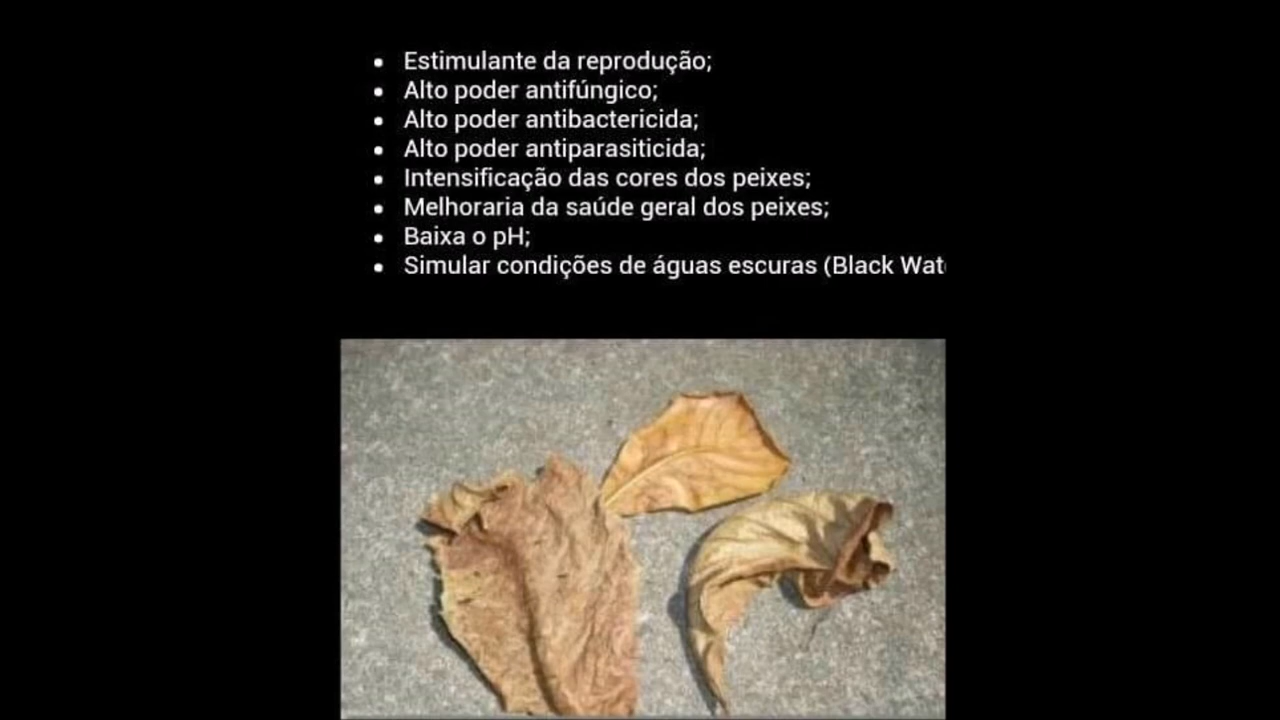 • Estimulante da reprodução;
• Alto poder antifúngico;
• Alto poder antibactericida;
• Alto poder antiparasiticida;
• Intensificação das cores dos peixes;
• Melhoraria da saúde geral dos peixes;
• Baixa o pH;
• Simular condições de águas escuras (Black